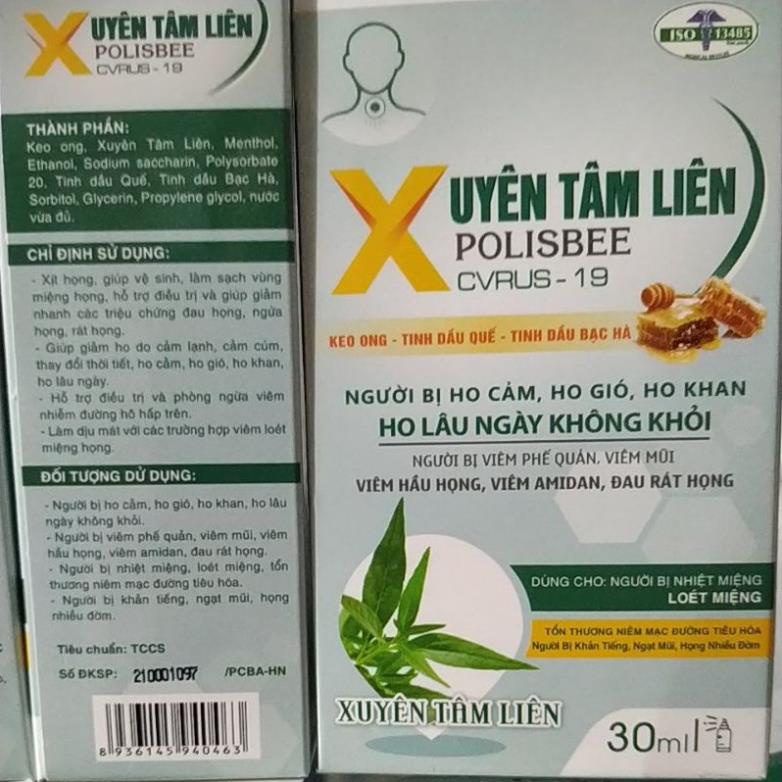 XUYÊN TÂM LIÊN
POLISBEE
CVRUS - 19
THÀNH PHẦN:
Keo ong, Xuyên Tâm Liên, Menthol,
Ethanol, Sodium saccharin, Polysorbate
20, Tinh dầu Quế, Tinh dầu Bạc Hà,
Sorbitol, Glycerin, Propylene glycol, nước
vừa đủ.
CHỈ ĐỊNH SỬ DỤNG:
- Xịt họng, giúp vệ sinh, làm sạch vùng
miệng họng, hỗ trợ điều trị và giúp giảm
nhanh các triệu chứng đau họng, ngứa
họng, rát họng.
- Giúp giảm ho do cảm lạnh, cảm cúm,
thay đổi thời tiết, ho cảm, ho gió, ho khan,
ho lâu ngày.
- Hỗ trợ điều trị và phòng ngừa viêm
nhiễm đường hô hấp trên.
- Làm dịu mát với các trường hợp viêm loét
miệng họng.
ĐỐI TƯỢNG DỬ DỤNG:
- Người bị ho cảm, ho gió, ho khan, ho lâu
ngày không khỏi.
- Người bị viêm phế quản, viêm mũi, viêm
hầu họng, viêm amidan, đau rát họng.
- Người bị nhiệt miệng, loét miệng, tổn
thương niêm mạc đường tiêu hóa.
- Người bị khản tiếng, ngạt mũi, họng
nhiều đờm.
Tiêu chuẩn: TCCS
Số ĐKSP: 210001097 /PCBA-HN
8 936145 940463
ISO 13485
XUYÊN TÂM LIÊN
POLISBEE
CVRUS - 19
KEO ONG - TINH DẦU QUẾ - TINH DẦU BẠC HÀ
NGƯỜI BỊ HO CẢM, HO GIÓ, HO KHAN
HO LÂU NGÀY KHÔNG KHỎI
NGƯỜI BỊ VIÊM PHẾ QUẢN, VIÊM MŨI
VIÊM HẦU HỌNG, VIÊM AMIDAN, ĐAU RÁT HỌNG
DÙNG CHO: NGƯỜI BỊ NHIỆT MIỆNG
LOÉT MIỆNG
TỔN THƯƠNG NIÊM MẠC ĐƯỜNG TIÊU HÓA
Người Bị Khản Tiếng, Ngạt Mũi, Họng Nhiều Đờm
XUYÊN TÂM LIÊN
30ml